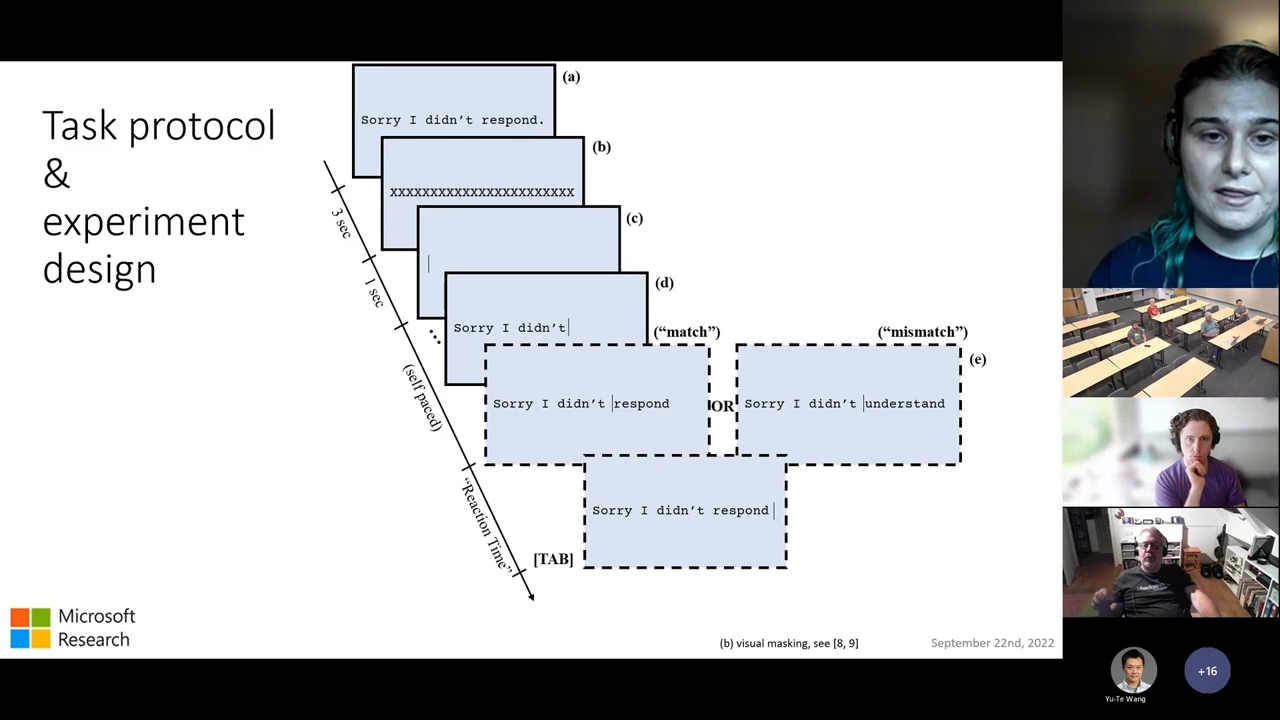 Task protocol
&
experiment
design
(a)
Sorry I didn't respond.
(b)
XXXXXXXXXXXXXXXXXXXXXXX
(c)
(d)
Sorry I didn't
3 sec
1 sec
(self paced)
"Reaction Time"
("match")
("mismatch")
(e)
Sorry I didn't respond
OR
Sorry I didn't understand
Sorry I didn't respond
[TAB]
Microsoft
Research
(b) visual masking, see [8, 9]
September 22nd, 2022
Yu-Te Wang
+16